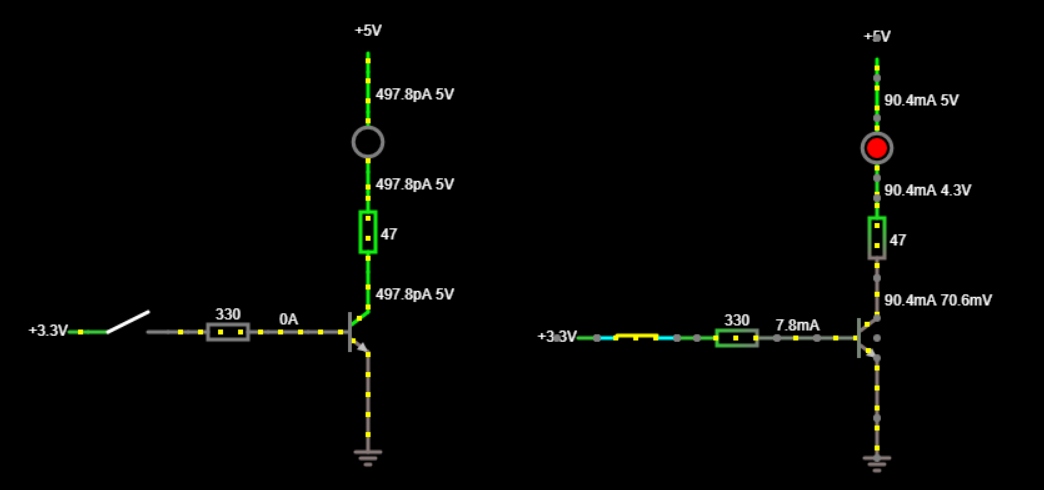 +5V
497.8pA 5V
497.8pA 5V
47
497.8pA 5V
330
0A
+3.3V
+5V
90.4mA 5V
90.4mA 4.3V
47
90.4mA 70.6mV
330
7.8mA
+3.3V